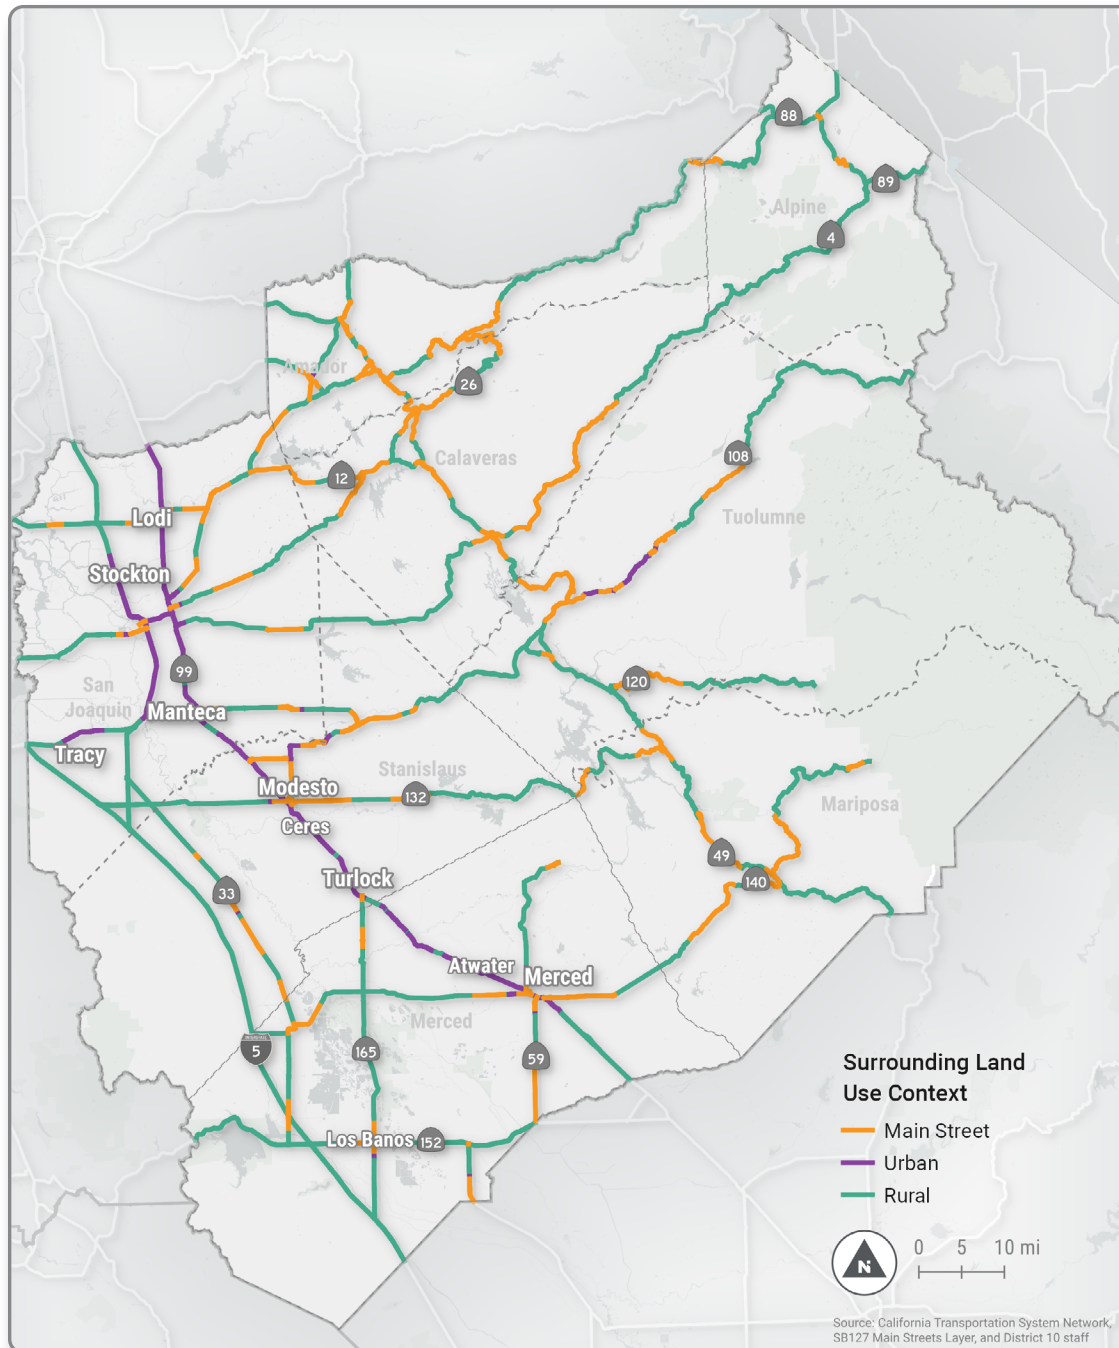 88
89
Alpine
4
Amador
26
Calaveras
108
12
Lodi
Tuolumne
Stockton
99
San
Joaquin
120
Manteca
Tracy
Stanislaus
Modesto
132
Mariposa
Ceres
49
Turlock
140
33
Atwater
Merced
Merced
INTERSTATE
5
165
59
Los Banos
152
Surrounding Land
Use Context
Main Street
Urban
Rural
N
0 5 10 mi
Source: California Transportation System Network,
SB127 Main Streets Layer, and District 10 staff